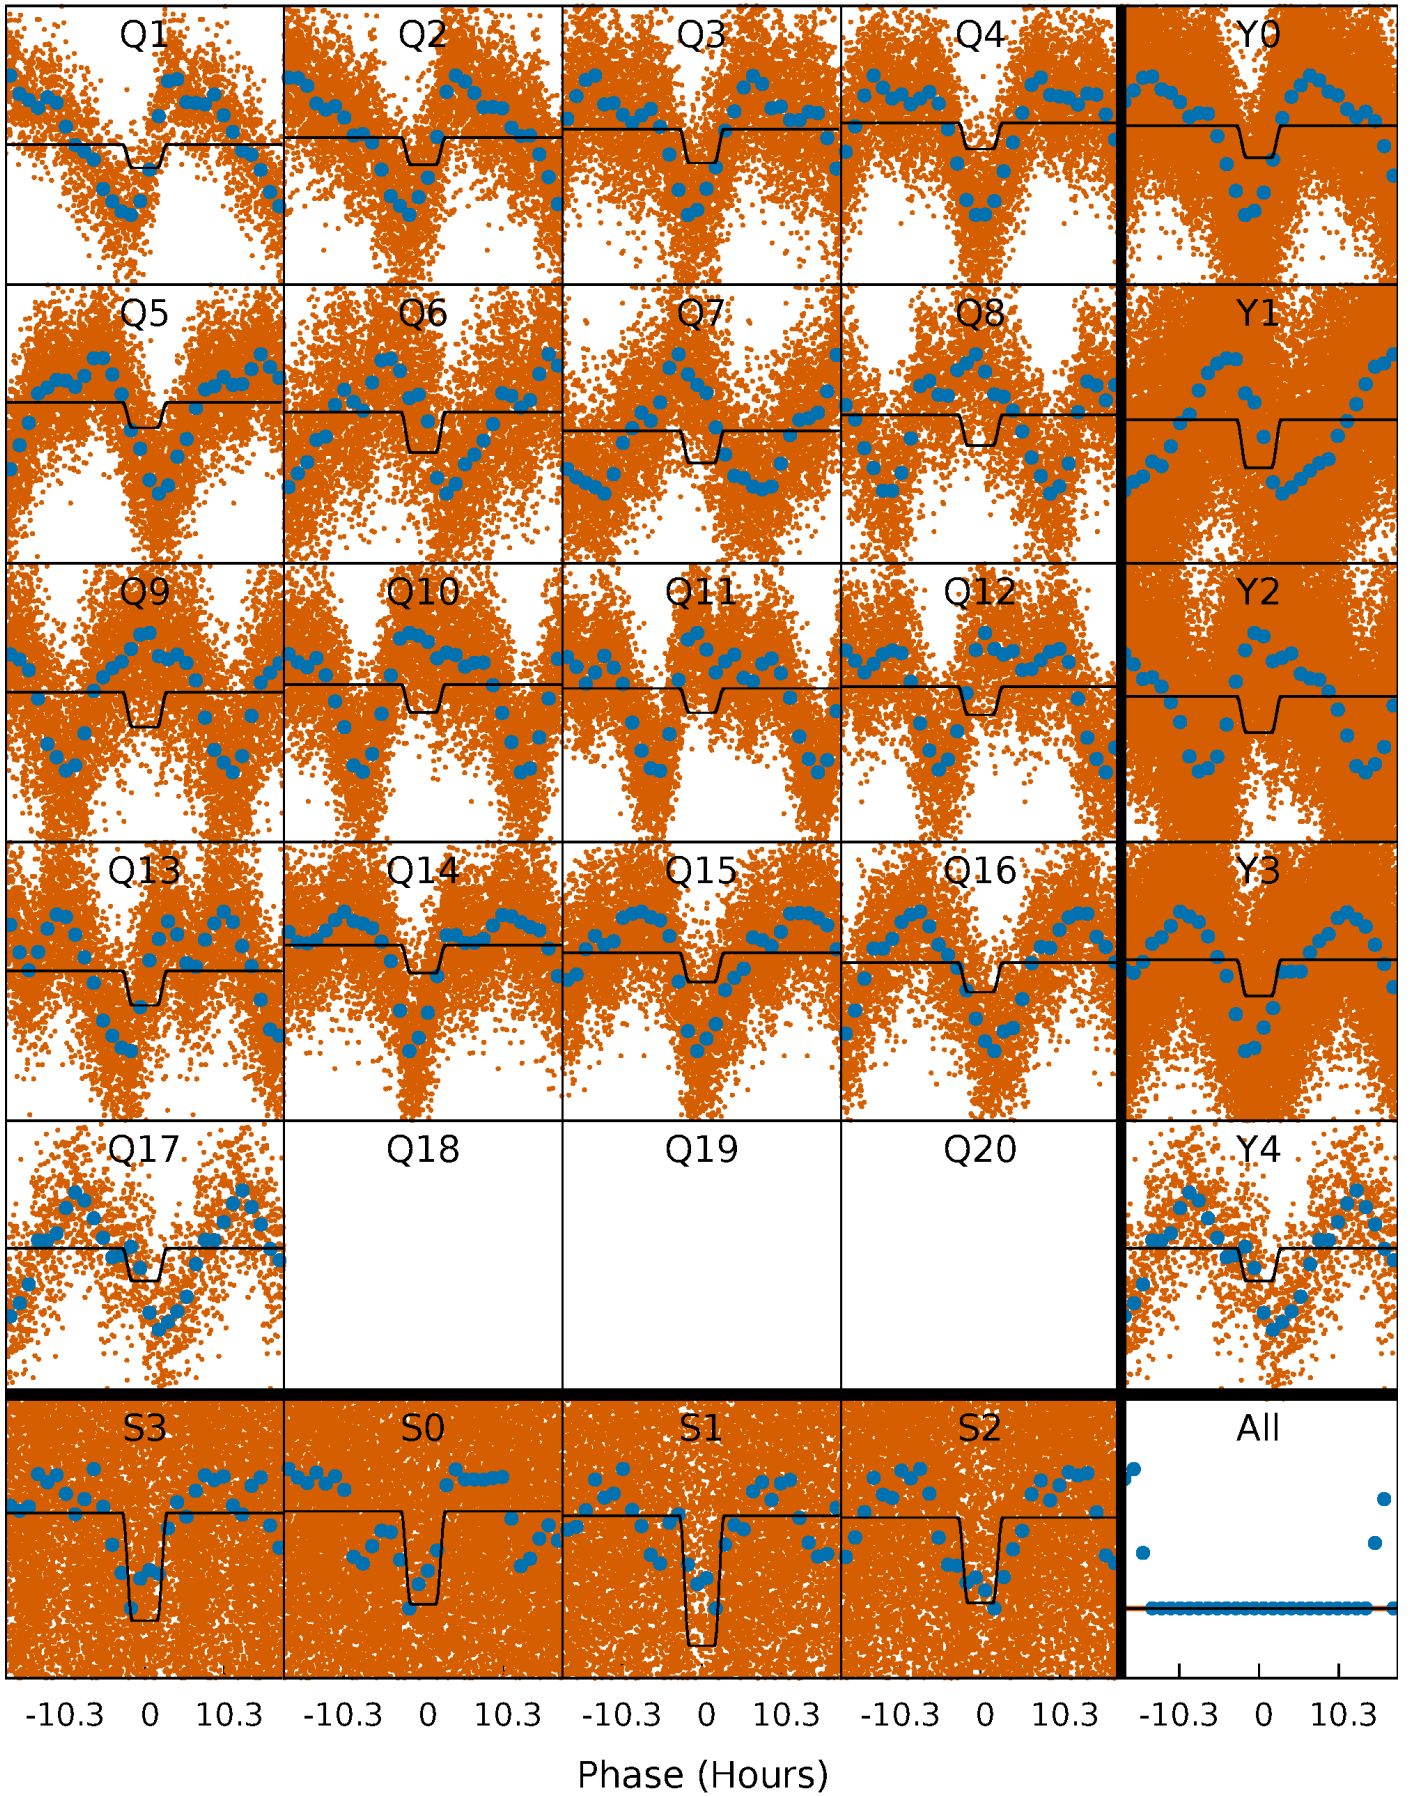 Q1 Q2 Q3 Q4 Y0
Q5 Q6 Q7 Q8 Y1
Q9 Q10 Q11 Q12 Y2
Q13 Q14 Q15 Q16 Y3
Q17 Q18 Q19 Q20 Y4
S3 S0 S1 S2 All
-10.3 0 10.3 -10.3 0 10.3 -10.3 0 10.3 -10.3 0 10.3 -10.3 0 10.3
Phase (Hours)